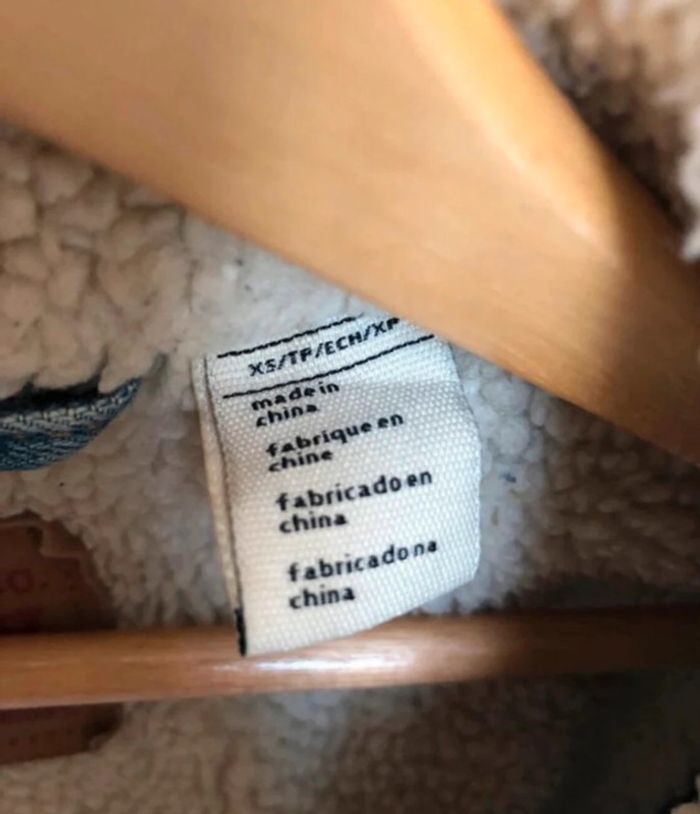 XS/TP/ECH/XP
made in
china
fabrique en
chine
fabricado en
china
fabricado na
china